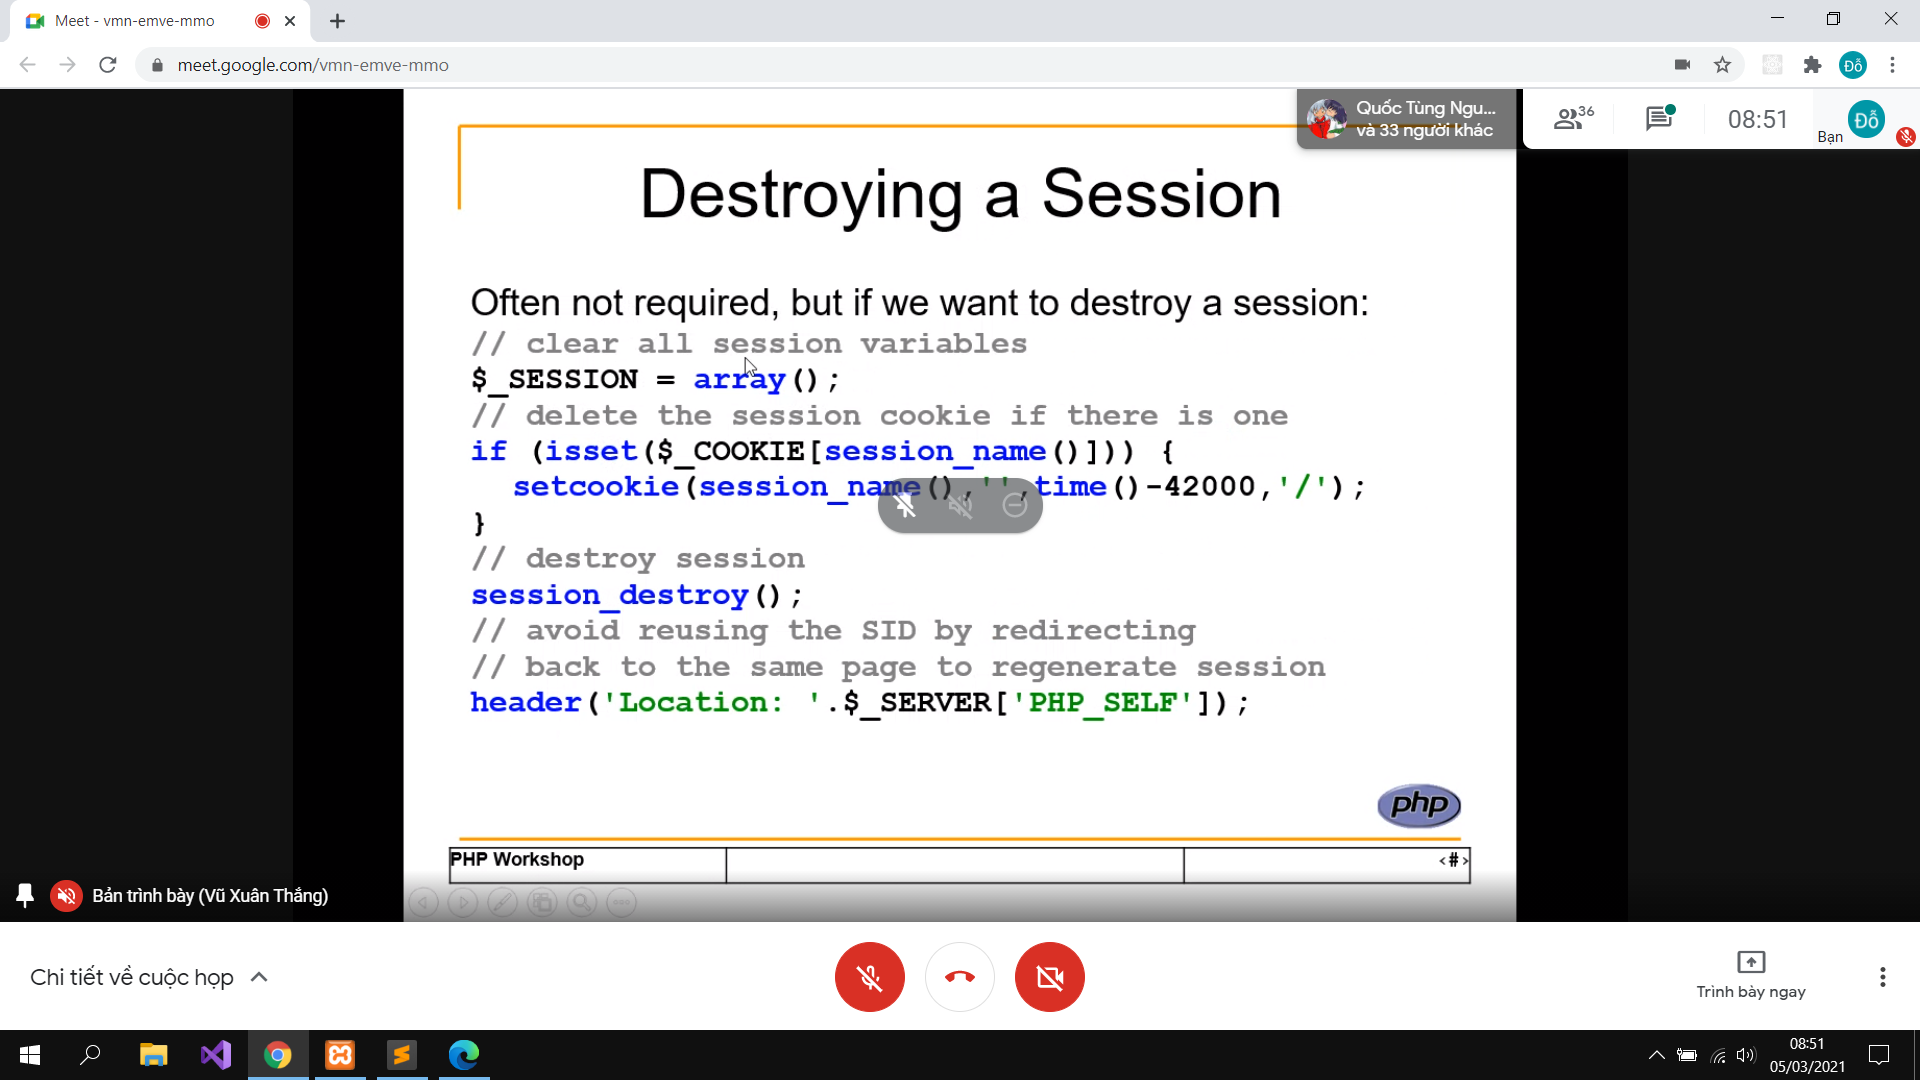 Meet - vmn-emve-mmo
meet.google.com/vmn-emve-mmo
Đỗ
Quốc Tùng Ngu...
và 33 người khác
36
08:51
Bạn
Đỗ
Destroying a Session
Often not required, but if we want to destroy a session:
// clear all session variables
$_SESSION = array();
// delete the session cookie if there is one
if (isset($_COOKIE[session_name()])) {
setcookie(session_name(),'',time()-42000,'/');
}
// destroy session
session_destroy();
// avoid reusing the SID by redirecting
// back to the same page to regenerate session
header('Location: '.$_SERVER['PHP_SELF']);
php
PHP Workshop
<#>
Bản trình bày (Vũ Xuân Thắng)
Chi tiết về cuộc họp
Trình bày ngay
08:51
05/03/2021